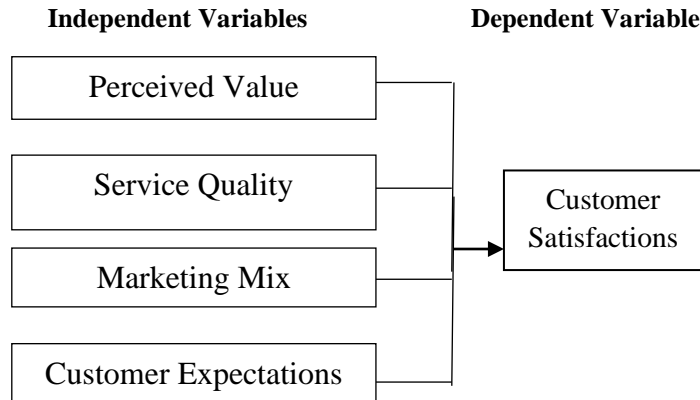 Independent Variables
Dependent Variable
Perceived Value
Service Quality
Marketing Mix
Customer Expectations
Customer
Satisfactions